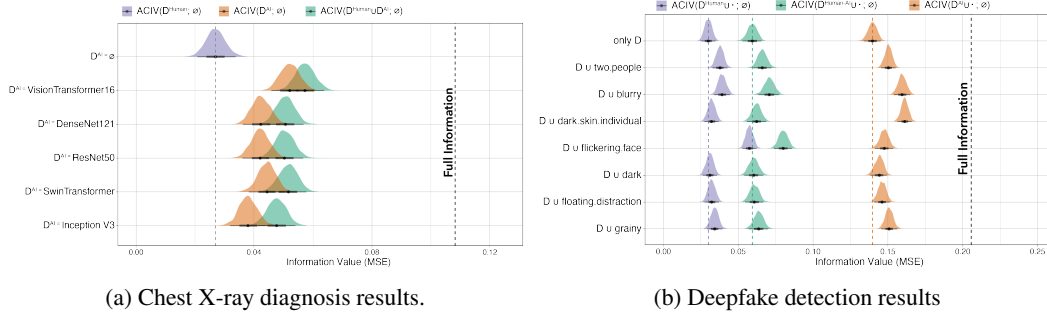 ACIV(D^Human; ∅) ACIV(D^AI; ∅) ACIV(D^Human∪D^AI; ∅)
D^AI = ∅
D^AI = VisionTransformer16
D^AI = DenseNet121
D^AI = ResNet50
D^AI = SwinTransformer
D^AI = Inception V3
Full Information
0.00 0.04 0.08 0.12
Information Value (MSE)
(a) Chest X-ray diagnosis results.
ACIV(D^Human∪ ·; ∅) ACIV(D^Human-AI∪ ·; ∅) ACIV(D^AI∪ ·; ∅)
only D
D ∪ two.people
D ∪ blurry
D ∪ dark.skin.individual
D ∪ flickering.face
D ∪ dark
D ∪ floating.distraction
D ∪ grainy
Full Information
0.00 0.05 0.10 0.15 0.20 0.25
Information Value (MSE)
(b) Deepfake detection results